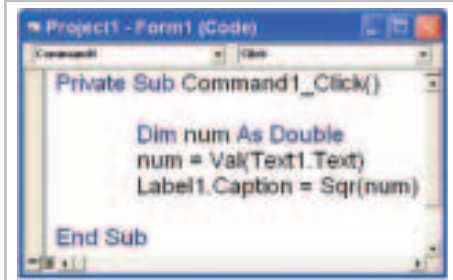 Project1 - Form1 (Code)
Command1 Click
Private Sub Command1_Click()
Dim num As Double
num = Val(Text1.Text)
Label1.Caption = Sqr(num)
End Sub